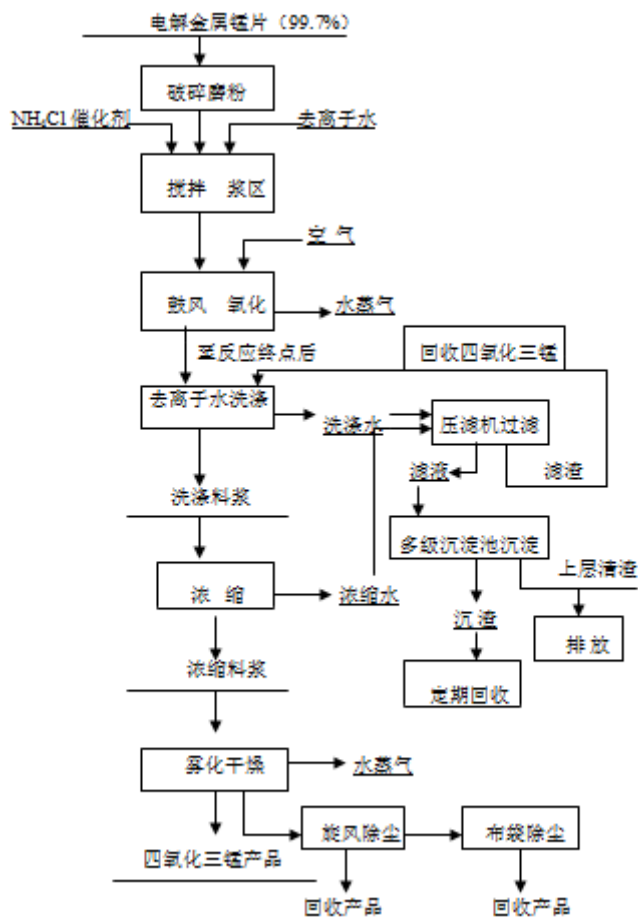 电解金属锰片（99.7%）
破碎磨粉
NH₄Cl 催化剂
去离子水
搅拌 浆区
空 气
鼓风 氧化
水蒸气
至反应终点后
回收四氧化三锰
去离子水洗涤
洗涤水
压滤机过滤
滤液
滤渣
洗涤料浆
多级沉淀池沉淀
上层清渣
浓 缩
浓缩水
沉渣
排 放
浓缩料浆
定期回收
雾化干燥
水蒸气
旋风除尘
布袋除尘
四氧化三锰产品
回收产品
回收产品